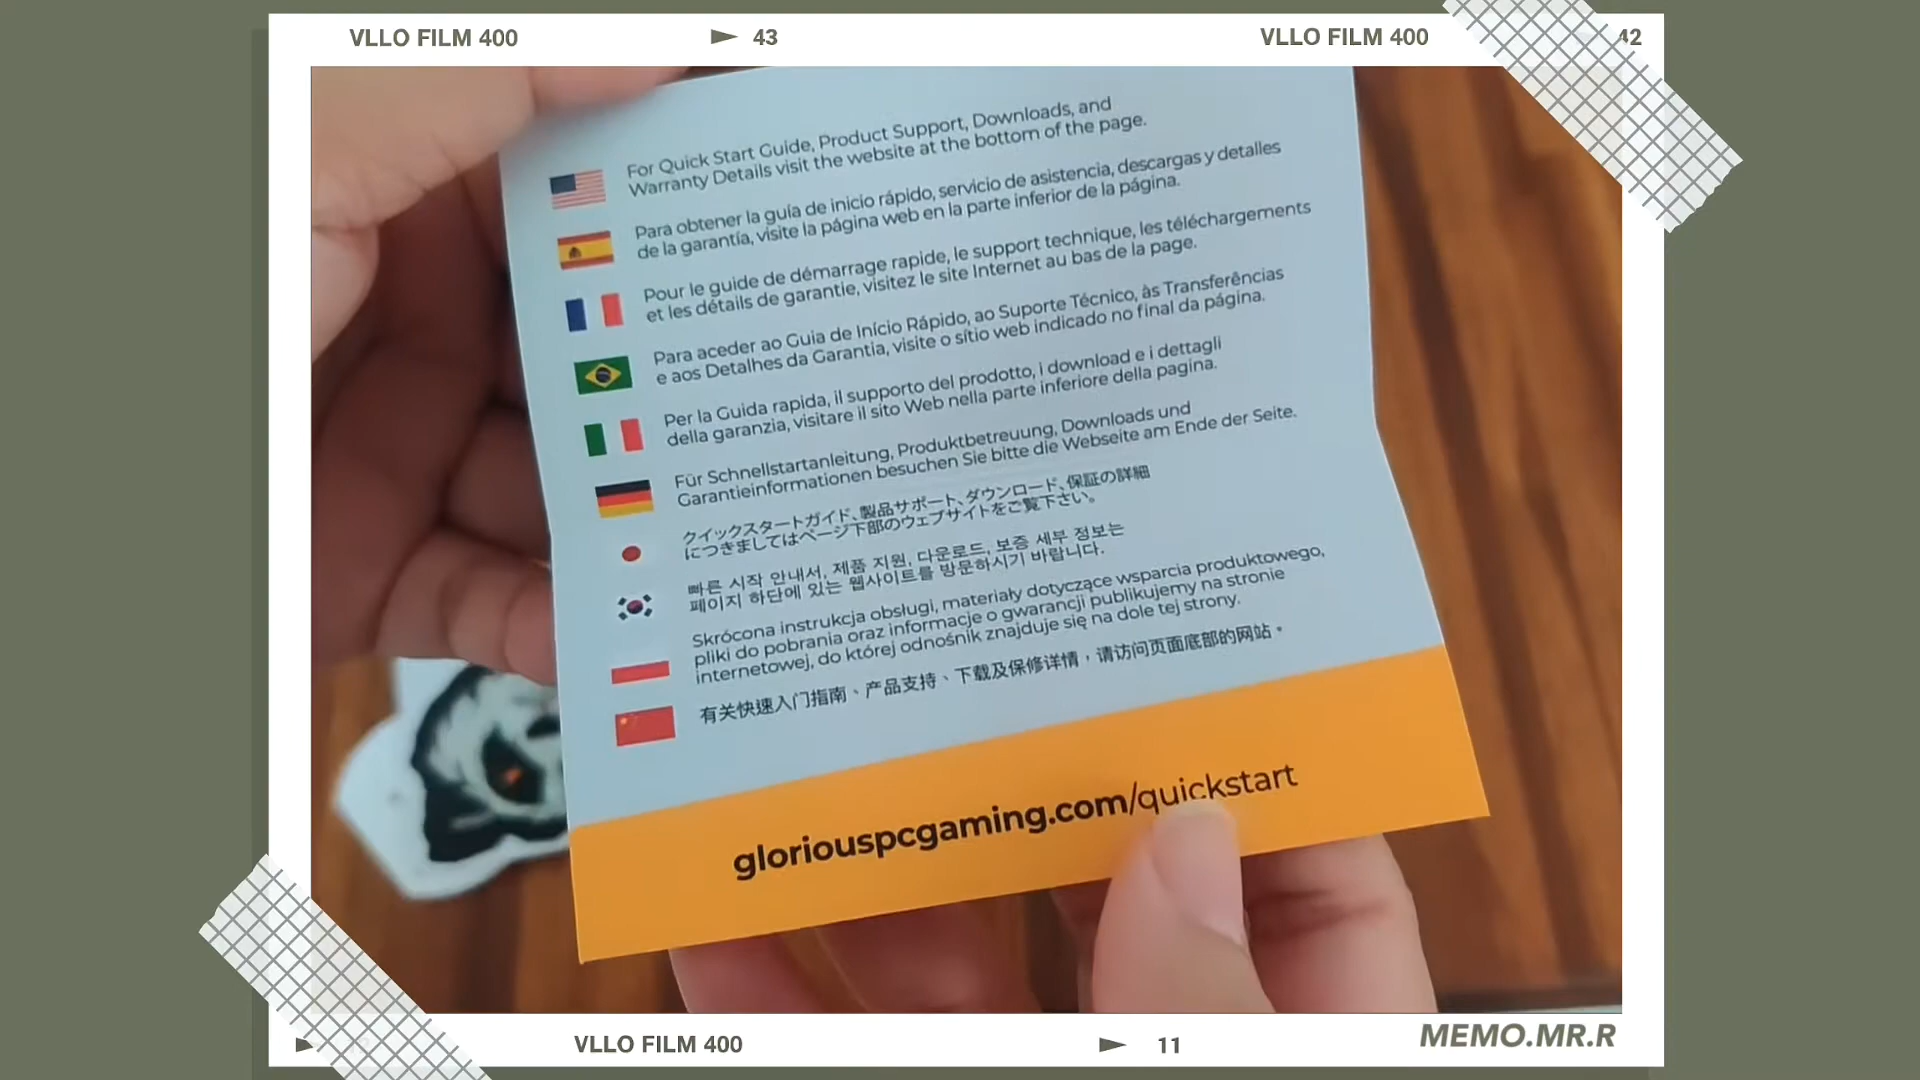 VLLO FILM 400
43
VLLO FILM 400
42
For Quick Start Guide, Product Support, Downloads, and
Warranty Details visit the website at the bottom of the page.
Para obtener la guía de inicio rápido, servicio de asistencia, descargas y detalles
de la garantía, visite la página web en la parte inferior de la página.
Pour le guide de démarrage rapide, le support technique, les téléchargements
et les détails de garantie, visitez le site Internet au bas de la page.
Para aceder ao Guia de Início Rápido, ao Suporte Técnico, às Transferências
e aos Detalhes da Garantia, visite o sítio web indicado no final da página.
Per la Guida rapida, il supporto del prodotto, i download e i dettagli
della garanzia, visitare il sito Web nella parte inferiore della pagina.
Für Schnellstartanleitung, Produktbetreuung, Downloads und
Garantieinformationen besuchen Sie bitte die Webseite am Ende der Seite.
クイックスタートガイド、製品サポート、ダウンロード、保証の詳細
につきましてはページ下部のウェブサイトをご覧下さい。
빠른 시작 안내서, 제품 지원, 다운로드, 보증 세부 정보는
페이지 하단에 있는 웹사이트를 방문하시기 바랍니다.
Skrócona instrukcja obsługi, materiały dotyczące wsparcia produktowego,
pliki do pobrania oraz informacje o gwarancji publikujemy na stronie
internetowej, do której odnośnik znajduje się na dole tej strony.
有关快速入门指南、产品支持、下载及保修详情，请访问页面底部的网站。
gloriouspcgaming.com/quickstart
VLLO FILM 400
11
MEMO.MR.R